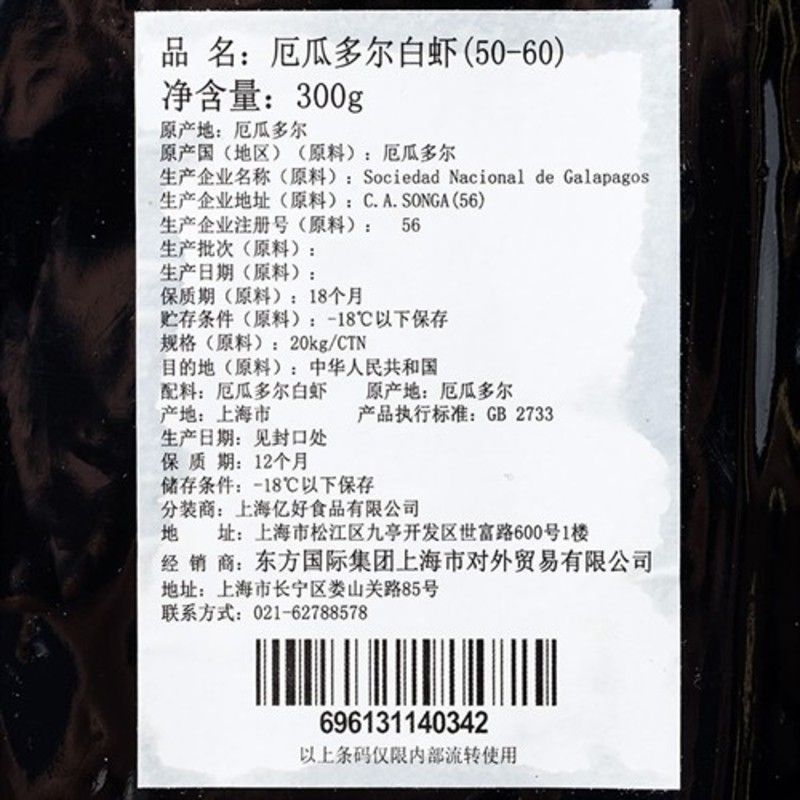 品 名：厄瓜多尔白虾(50-60)
净含量：300g
原产地：厄瓜多尔
原产国（地区）（原料）：厄瓜多尔
生产企业名称（原料）：Sociedad Nacional de Galapagos
生产企业地址（原料）：C.A.SONGA(56)
生产企业注册号（原料）： 56
生产批次（原料）：
生产日期（原料）：
保质期（原料）：18个月
贮存条件（原料）：-18℃以下保存
规格（原料）：20kg/CTN
目的地（原料）：中华人民共和国
配料：厄瓜多尔白虾 原产地：厄瓜多尔
产地：上海市 产品执行标准：GB 2733
生产日期：见封口处
保 质 期：12个月
储存条件：-18℃以下保存
分装商：上海亿好食品有限公司
地 址：上海市松江区九亭开发区世富路600号1楼
经 销 商：东方国际集团上海市对外贸易有限公司
地址：上海市长宁区娄山关路85号
联系方式：021-62788578
696131140342
以上条码仅限内部流转使用